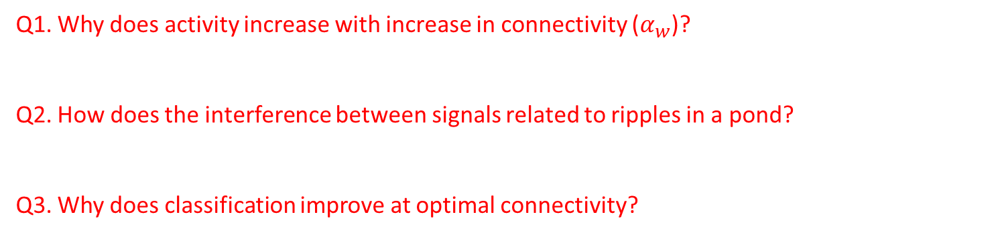 Q1. Why does activity increase with increase in connectivity (α_w)?
Q2. How does the interference between signals related to ripples in a pond?
Q3. Why does classification improve at optimal connectivity?